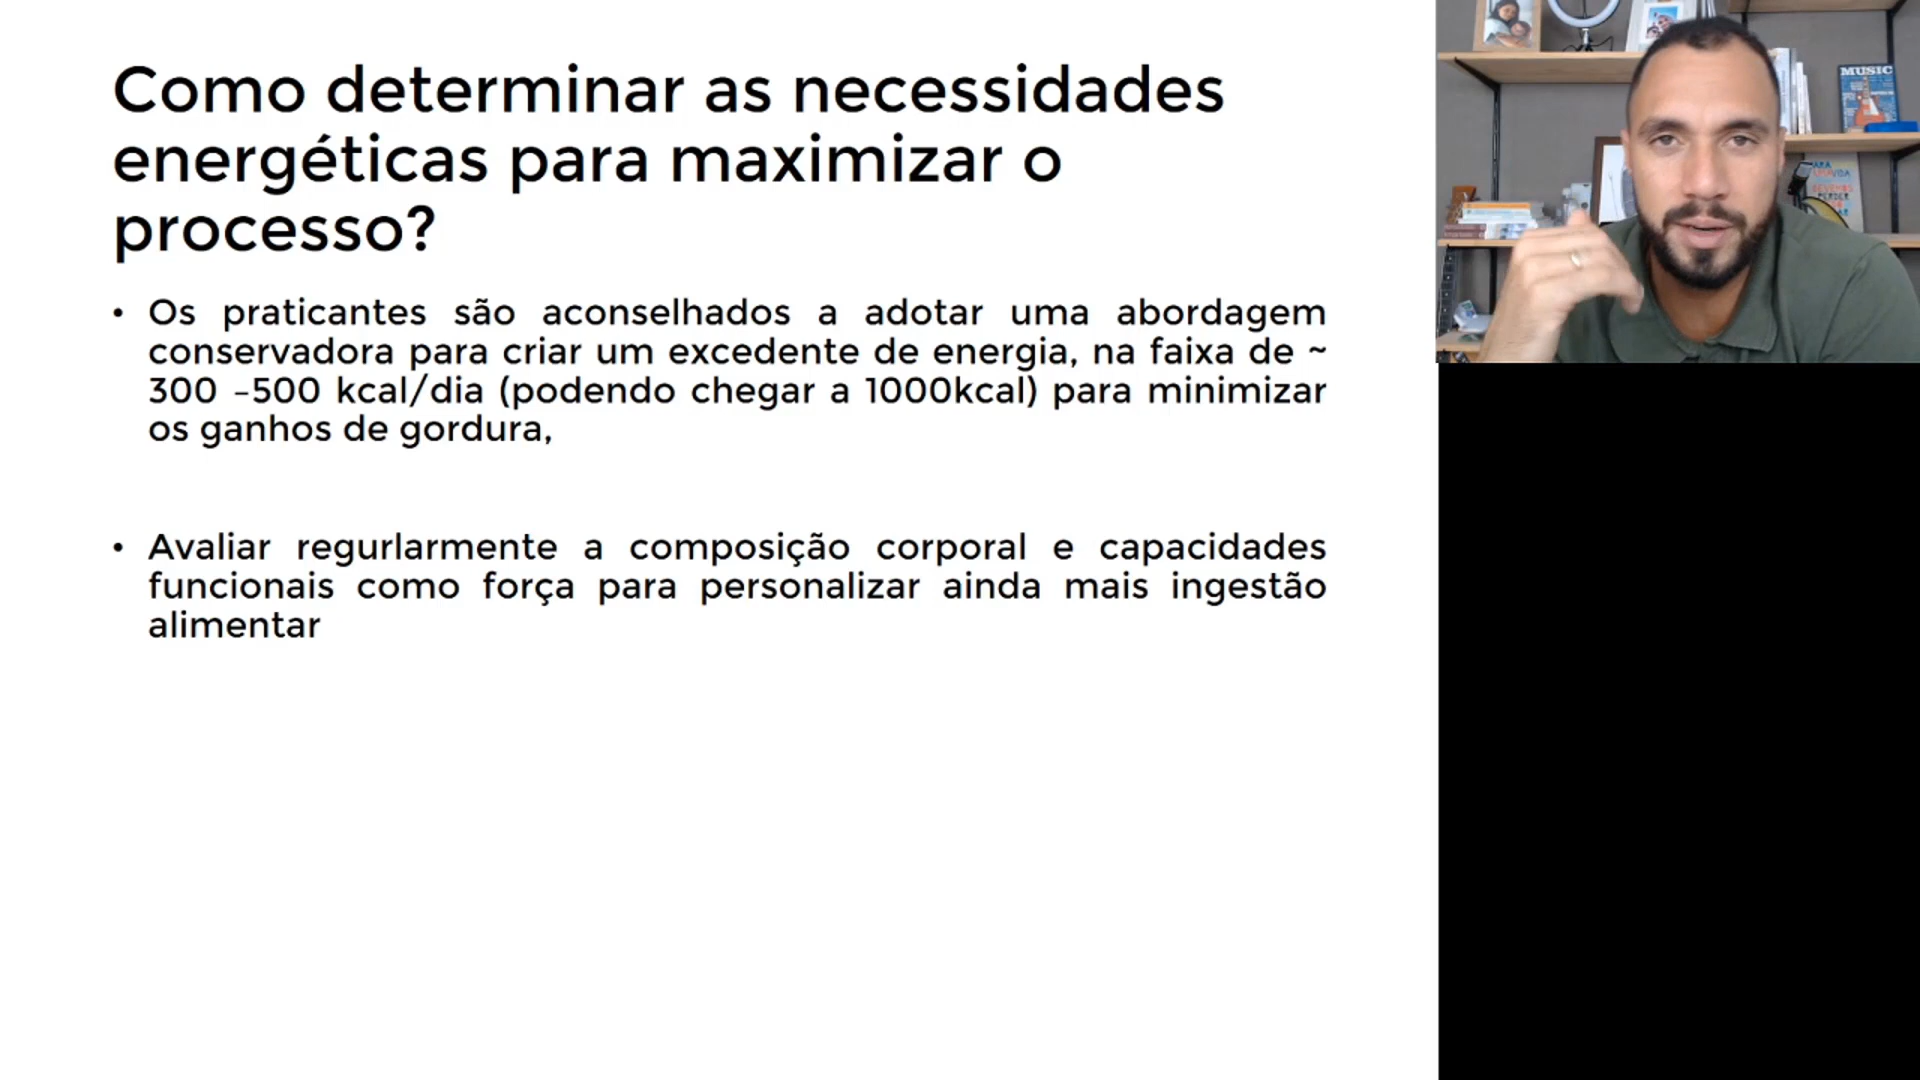 Como determinar as necessidades
energéticas para maximizar o
processo?
• Os praticantes são aconselhados a adotar uma abordagem
conservadora para criar um excedente de energia, na faixa de ~
300 –500 kcal/dia (podendo chegar a 1000kcal) para minimizar
os ganhos de gordura,
• Avaliar regurlarmente a composição corporal e capacidades
funcionais como força para personalizar ainda mais ingestão
alimentar
MUSIC